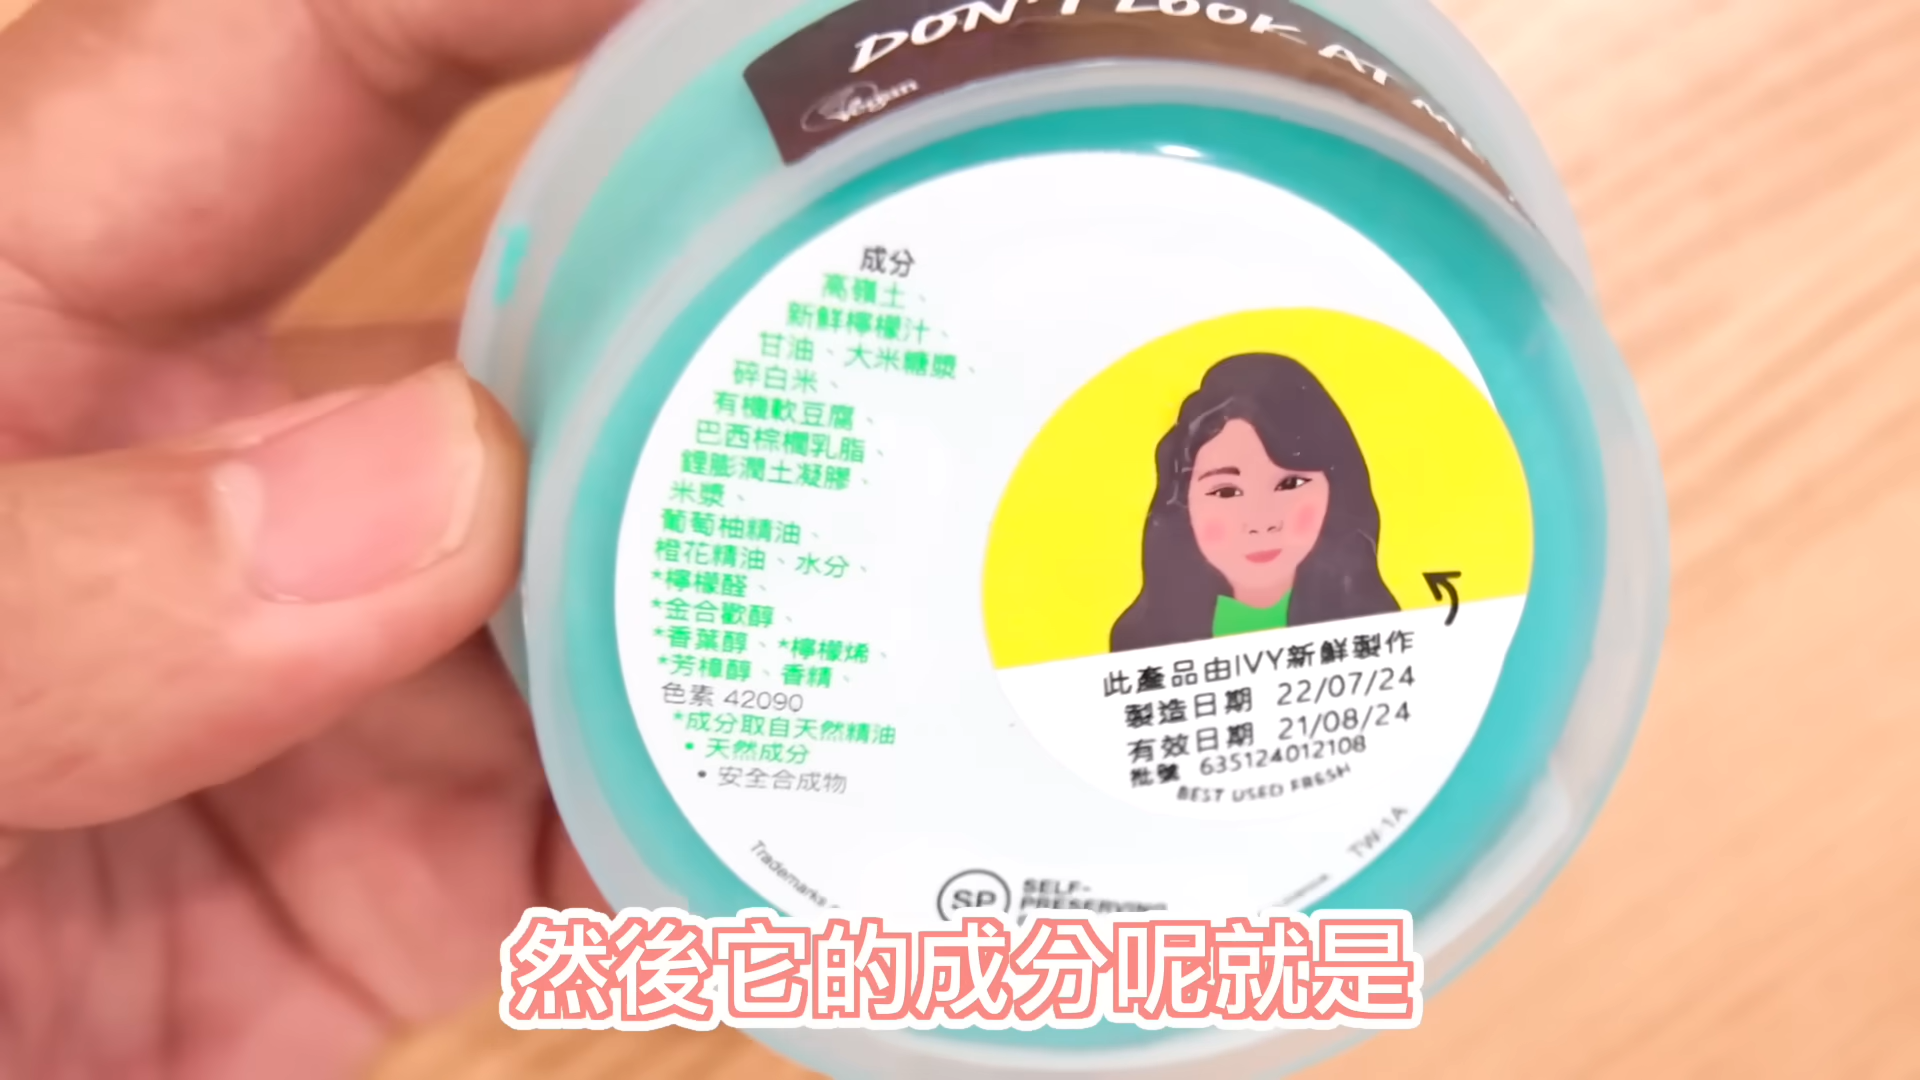 DON'T LOOK AT ME
Vegan
成分
高嶺土、
新鮮檸檬汁、
甘油、大米糖漿、
碎白米、
有機軟豆腐、
巴西棕櫚乳脂、
鋰膨潤土凝膠、
米漿、
葡萄柚精油、
橙花精油、水分、
*檸檬醛、
*金合歡醇、
*香葉醇、*檸檬烯、
*芳樟醇、香精、
色素 42090
*成分取自天然精油
• 天然成分
• 安全合成物
此產品由IVY新鮮製作
製造日期 22/07/24
有效日期 21/08/24
批號 635124012108
BEST USED FRESH
TW-1A
Trademarks
SP
SELF-
PRESERVING
然後它的成分呢就是